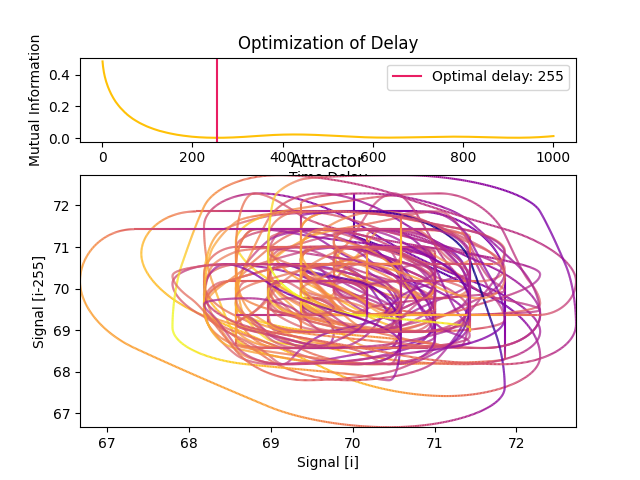 Optimization of Delay
Mutual Information
0.4
0.2
0.0
Optimal delay: 255
0 200 400 600 800 1000
Time Delay
Attractor
Signal [i-255]
72
71
70
69
68
67
67 68 69 70 71 72
Signal [i]